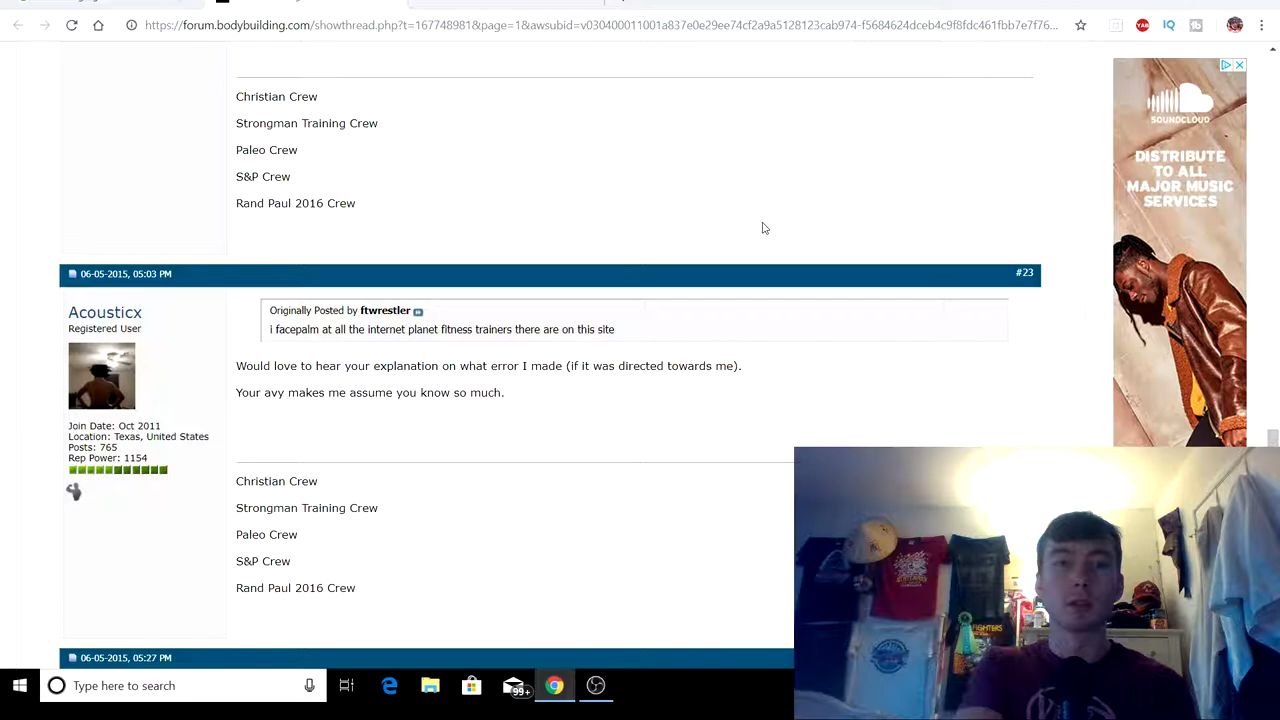 https://forum.bodybuilding.com/showthread.php?t=167748981&page=1&awsubid=v030400011001a837e0e29ee74cf2a9a5128123cab974-f5684624dceb4c9f8fdc461fbb7e7f76...
YAB
IQ
tb
Christian Crew
Strongman Training Crew
Paleo Crew
S&P Crew
Rand Paul 2016 Crew
SOUNDCLOUD
DISTRIBUTE
TO ALL
MAJOR MUSIC
SERVICES
06-05-2015, 05:03 PM
#23
Acousticx
Registered User
Join Date: Oct 2011
Location: Texas, United States
Posts: 765
Rep Power: 1154
Originally Posted by ftwrestler
i facepalm at all the internet planet fitness trainers there are on this site
Would love to hear your explanation on what error I made (if it was directed towards me).
Your avy makes me assume you know so much.
Christian Crew
Strongman Training Crew
Paleo Crew
S&P Crew
Rand Paul 2016 Crew
06-05-2015, 05:27 PM
Type here to search
99+